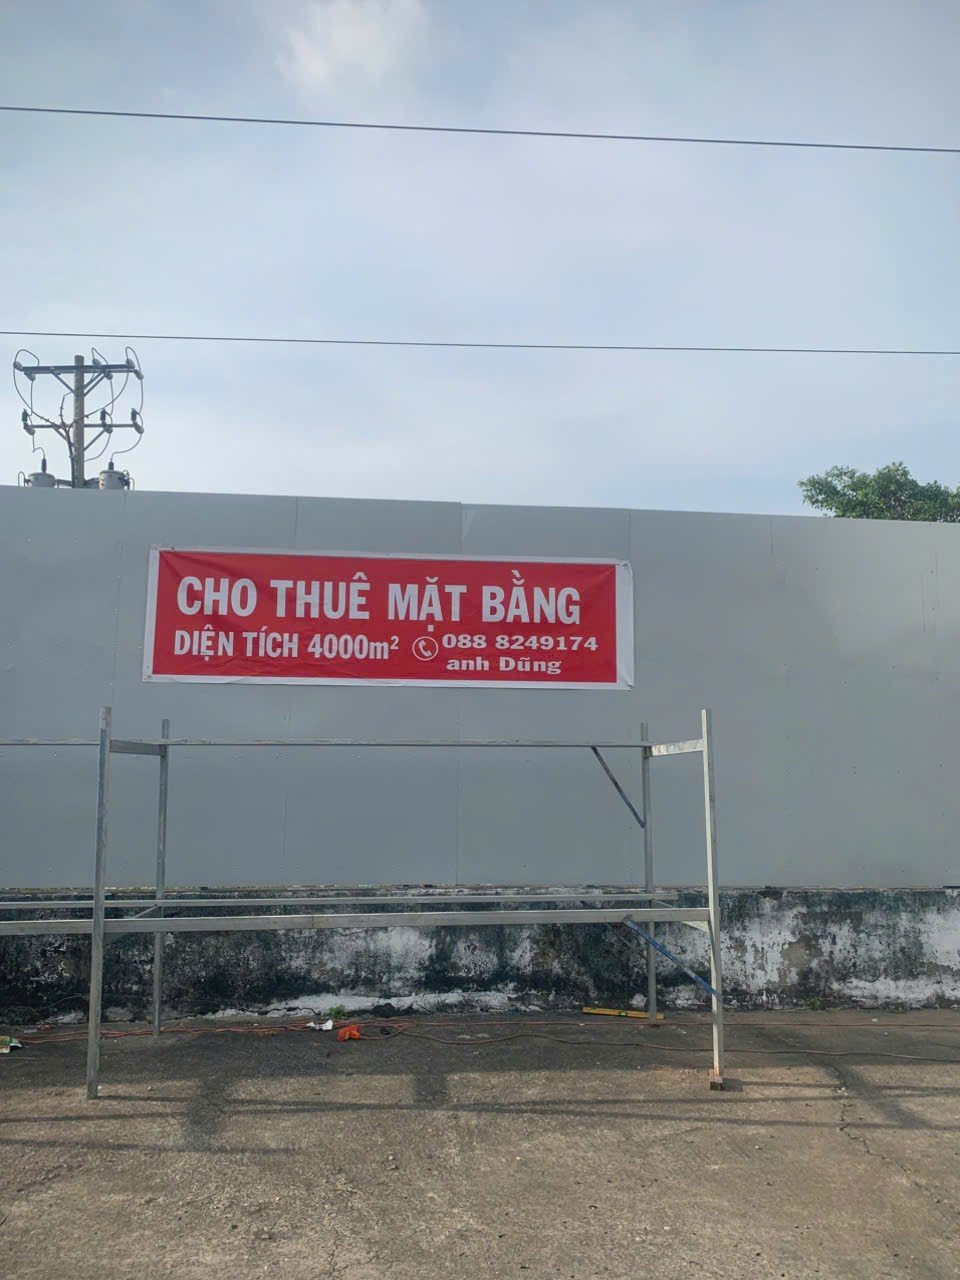 CHO THUÊ MẶT BẰNG
DIỆN TÍCH 4000m² 088 8249174
anh Dũng